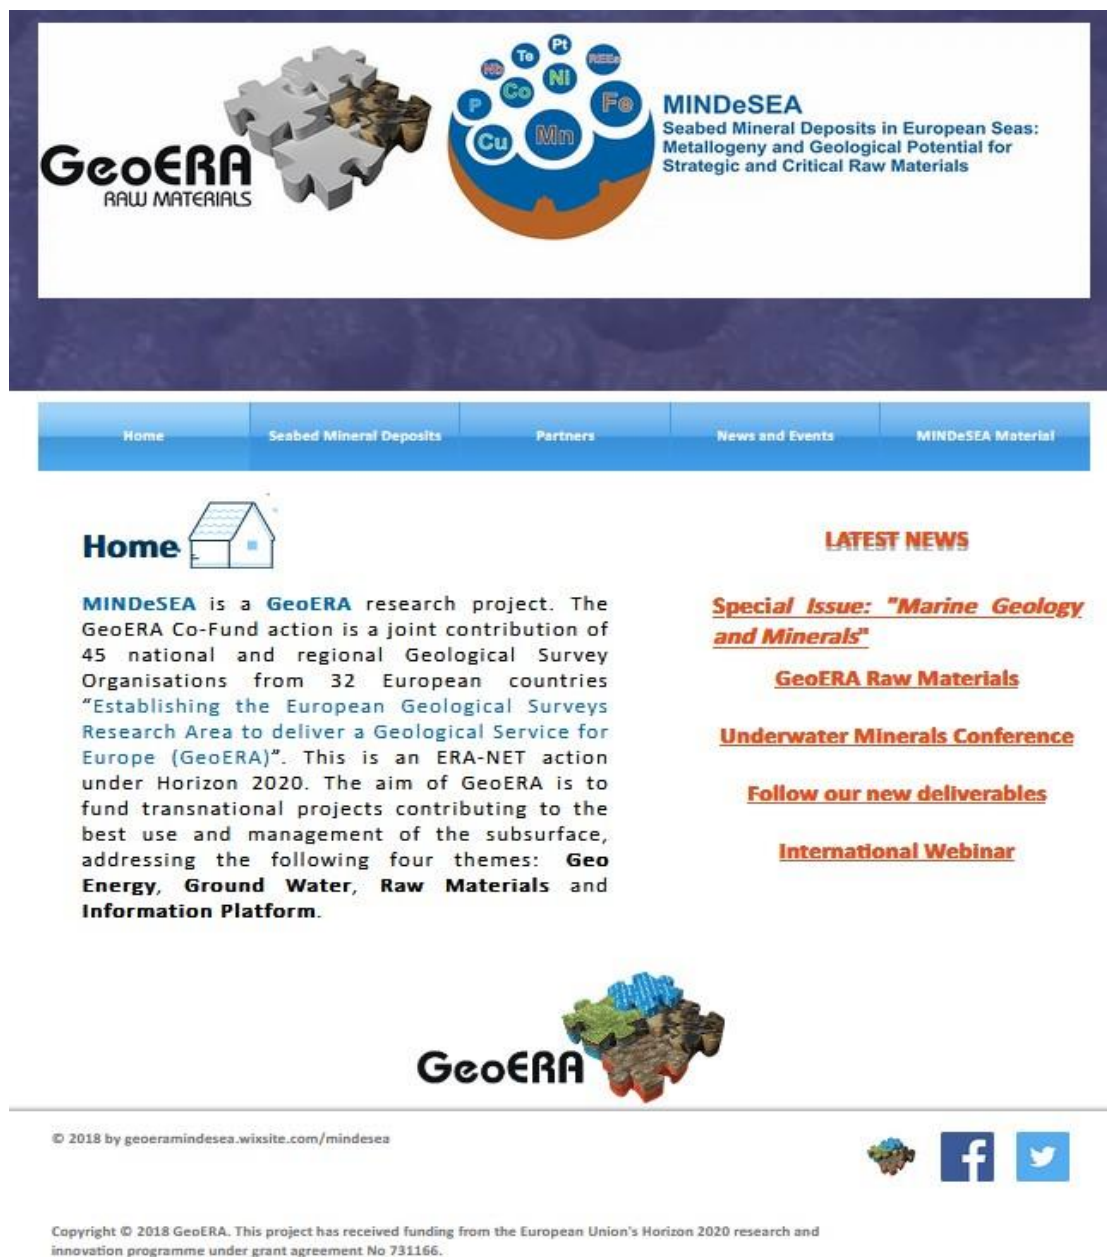 GeoERA
RAW MATERIALS
Pt
Te
REEs
Nb
Ni
Co
P
Fe
Mn
Cu
MINDeSEA
Seabed Mineral Deposits in European Seas:
Metallogeny and Geological Potential for
Strategic and Critical Raw Materials
Home
Seabed Mineral Deposits
Partners
News and Events
MINDeSEA Material
Home
MINDeSEA is a GeoERA research project. The
GeoERA Co-Fund action is a joint contribution of
45 national and regional Geological Survey
Organisations from 32 European countries
“Establishing the European Geological Surveys
Research Area to deliver a Geological Service for
Europe (GeoERA)”. This is an ERA-NET action
under Horizon 2020. The aim of GeoERA is to
fund transnational projects contributing to the
best use and management of the subsurface,
addressing the following four themes: Geo
Energy, Ground Water, Raw Materials and
Information Platform.
LATEST NEWS
Special Issue: "Marine Geology
and Minerals"
GeoERA Raw Materials
Underwater Minerals Conference
Follow our new deliverables
International Webinar
GeoERA
© 2018 by geoeramindesea.wixsite.com/mindesea
Copyright © 2018 GeoERA. This project has received funding from the European Union's Horizon 2020 research and
innovation programme under grant agreement No 731166.